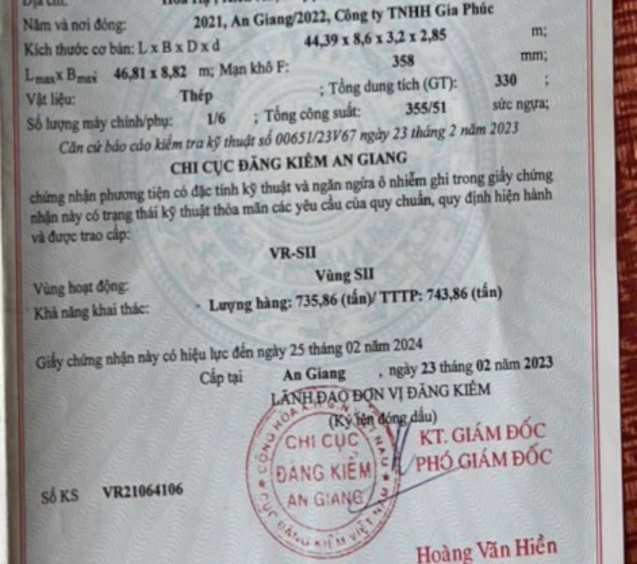 Địa chỉ:
Năm và nơi đóng: 2021, An Giang/2022, Công ty TNHH Gia Phúc
Kích thước cơ bản: L x B x D x d 44,39 x 8,6 x 3,2 x 2,85 m;
Lmax x Bmax 46,81 x 8,82 m; Mạn khô F: 358 mm;
Vật liệu: Thép ; Tổng dung tích (GT): 330 ;
Số lượng máy chính/phụ: 1/6 ; Tổng công suất: 355/51 sức ngựa;
Căn cứ báo cáo kiểm tra kỹ thuật số 00651/23V67 ngày 23 tháng 2 năm 2023
CHI CỤC ĐĂNG KIỂM AN GIANG
chứng nhận phương tiện có đặc tính kỹ thuật và ngăn ngừa ô nhiễm ghi trong giấy chứng
nhận này có trạng thái kỹ thuật thỏa mãn các yêu cầu của quy chuẩn, quy định hiện hành
và được trao cấp:
VR-SII
Vùng hoạt động: Vùng SII
Khả năng khai thác: - Lượng hàng: 735,86 (tấn)/ TTTP: 743,86 (tấn)
Giấy chứng nhận này có hiệu lực đến ngày 25 tháng 02 năm 2024
Cấp tại An Giang , ngày 23 tháng 02 năm 2023
LÃNH ĐẠO ĐƠN VỊ ĐĂNG KIỂM
(Ký tên đóng dấu)
KT. GIÁM ĐỐC
PHÓ GIÁM ĐỐC
CHI CỤC
ĐĂNG KIỂM
AN GIANG
CỤC ĐĂNG KIỂM VIỆT NAM
Số KS VR21064106
Hoàng Văn Hiền